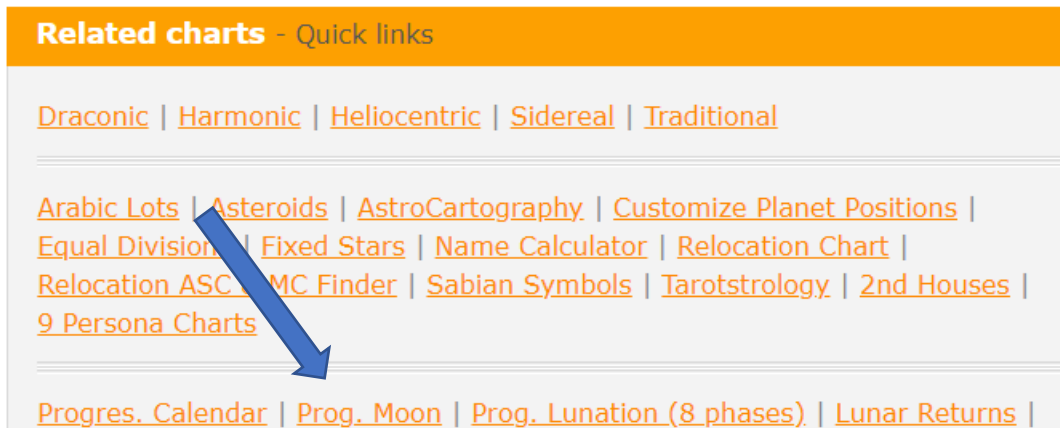 Related charts - Quick links
Draconic | Harmonic | Heliocentric | Sidereal | Traditional
Arabic Lots | Asteroids | AstroCartography | Customize Planet Positions |
Equal Division | Fixed Stars | Name Calculator | Relocation Chart |
Relocation ASC & MC Finder | Sabian Symbols | Tarotstrology | 2nd Houses |
9 Persona Charts
Progres. Calendar | Prog. Moon | Prog. Lunation (8 phases) | Lunar Returns |